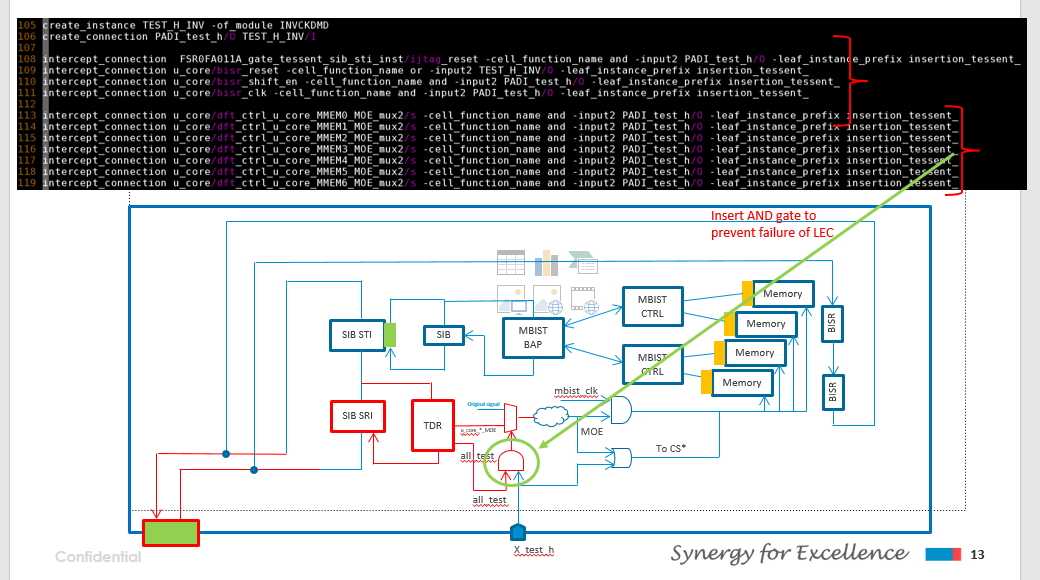 105 create_instance TEST_H_INV -of_module INVCKDMD
106 create_connection PADI_test_h/O TEST_H_INV/I
107
108 intercept_connection  FSR0FA011A_gate_tessent_sib_sti_inst/ijtag_reset -cell_function_name and -input2 PADI_test_h/O -leaf_instance_prefix insertion_tessent_
109 intercept_connection u_core/bisr_reset -cell_function_name or -input2 TEST_H_INV/O -leaf_instance_prefix insertion_tessent_
110 intercept_connection u_core/bisr_shift_en -cell_function_name and -input2 PADI_test_h/O -leaf_instance_prefix insertion_tessent_
111 intercept_connection u_core/bisr_clk -cell_function_name and -input2 PADI_test_h/O -leaf_instance_prefix insertion_tessent_
112
113 intercept_connection u_core/dft_ctrl_u_core_MMEM0_MOE_mux2/s -cell_function_name and -input2 PADI_test_h/O -leaf_instance_prefix insertion_tessent_
114 intercept_connection u_core/dft_ctrl_u_core_MMEM1_MOE_mux2/s -cell_function_name and -input2 PADI_test_h/O -leaf_instance_prefix insertion_tessent_
115 intercept_connection u_core/dft_ctrl_u_core_MMEM2_MOE_mux2/s -cell_function_name and -input2 PADI_test_h/O -leaf_instance_prefix insertion_tessent_
116 intercept_connection u_core/dft_ctrl_u_core_MMEM3_MOE_mux2/s -cell_function_name and -input2 PADI_test_h/O -leaf_instance_prefix insertion_tessent_
117 intercept_connection u_core/dft_ctrl_u_core_MMEM4_MOE_mux2/s -cell_function_name and -input2 PADI_test_h/O -leaf_instance_prefix insertion_tessent_
118 intercept_connection u_core/dft_ctrl_u_core_MMEM5_MOE_mux2/s -cell_function_name and -input2 PADI_test_h/O -leaf_instance_prefix insertion_tessent_
119 intercept_connection u_core/dft_ctrl_u_core_MMEM6_MOE_mux2/s -cell_function_name and -input2 PADI_test_h/O -leaf_instance_prefix insertion_tessent_
Insert AND gate to
prevent failure of LEC
MBIST
CTRL
Memory
Memory
Memory
Memory
BISR
BISR
SIB STI
SIB
MBIST
BAP
MBIST
CTRL
mbist_clk
Original signal
u_core_*_MOE
SIB SRI
TDR
MOE
To CS*
all_test
all_test
X_test_h
Confidential
Synergy for Excellence
13